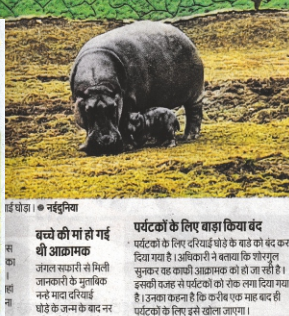 ाई घोड़ा। ● नईदुनिया
बच्चे की मां हो गई
थी आक्रामक
जंगल सफारी से मिली
जानकारी के मुताबिक
नन्हे मादा दरियाई
घोड़े के जन्म के बाद नर
पर्यटकों के लिए बाड़ा किया बंद
पर्यटकों के लिए दरियाई घोड़े के बाडे को बंद कर
दिया गया है। अधिकारी ने बताया कि शोरगुल
सुनकर वह काफी आक्रामक को हो जा रही है।
इसकी वजह से पर्यटकों को रोक लगा दिया गया
है। उनका कहना है कि करीब एक माह बाद ही
पर्यटकों के लिए इसे खोला जाएगा।